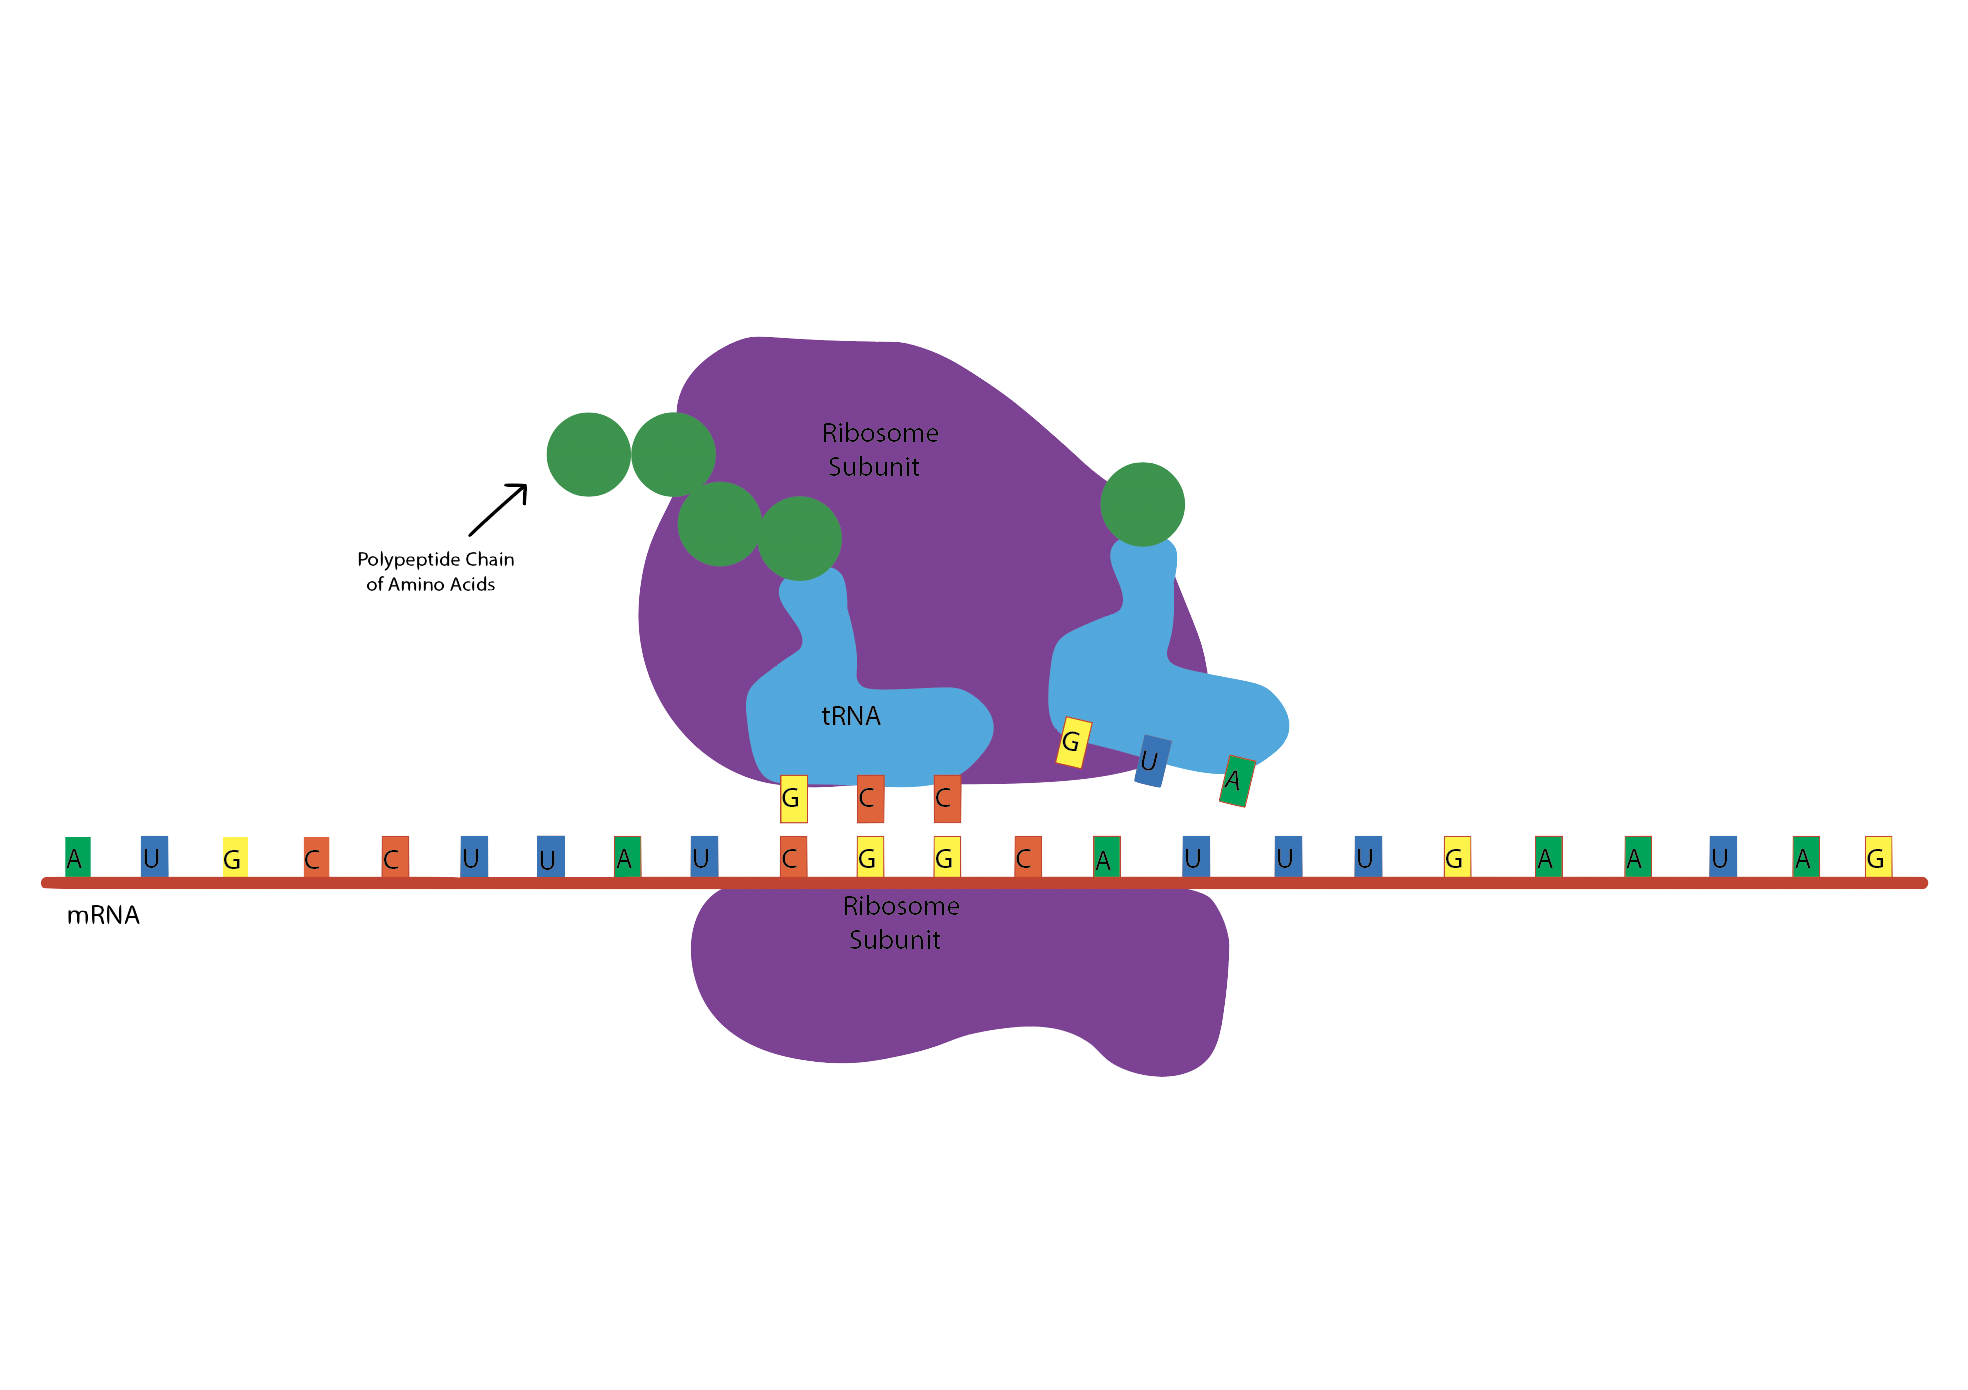 Ribosome
Subunit
Polypeptide Chain
of Amino Acids
tRNA
G U A
G C C
A U G C C U U A U C G G C A U U U G A A U A G
mRNA
Ribosome
Subunit